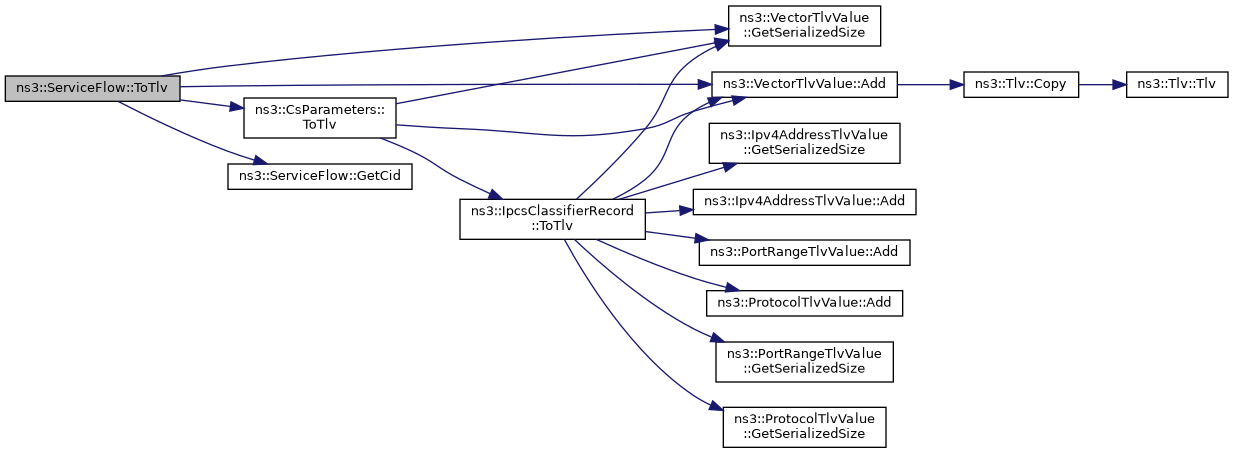 ns3::ServiceFlow::ToTlv
ns3::CsParameters::
ToTlv
ns3::ServiceFlow::GetCid
ns3::IpcsClassifierRecord
::ToTlv
ns3::VectorTlvValue
::GetSerializedSize
ns3::VectorTlvValue::Add
ns3::Tlv::Copy
ns3::Tlv::Tlv
ns3::Ipv4AddressTlvValue
::GetSerializedSize
ns3::Ipv4AddressTlvValue::Add
ns3::PortRangeTlvValue::Add
ns3::ProtocolTlvValue::Add
ns3::PortRangeTlvValue
::GetSerializedSize
ns3::ProtocolTlvValue
::GetSerializedSize